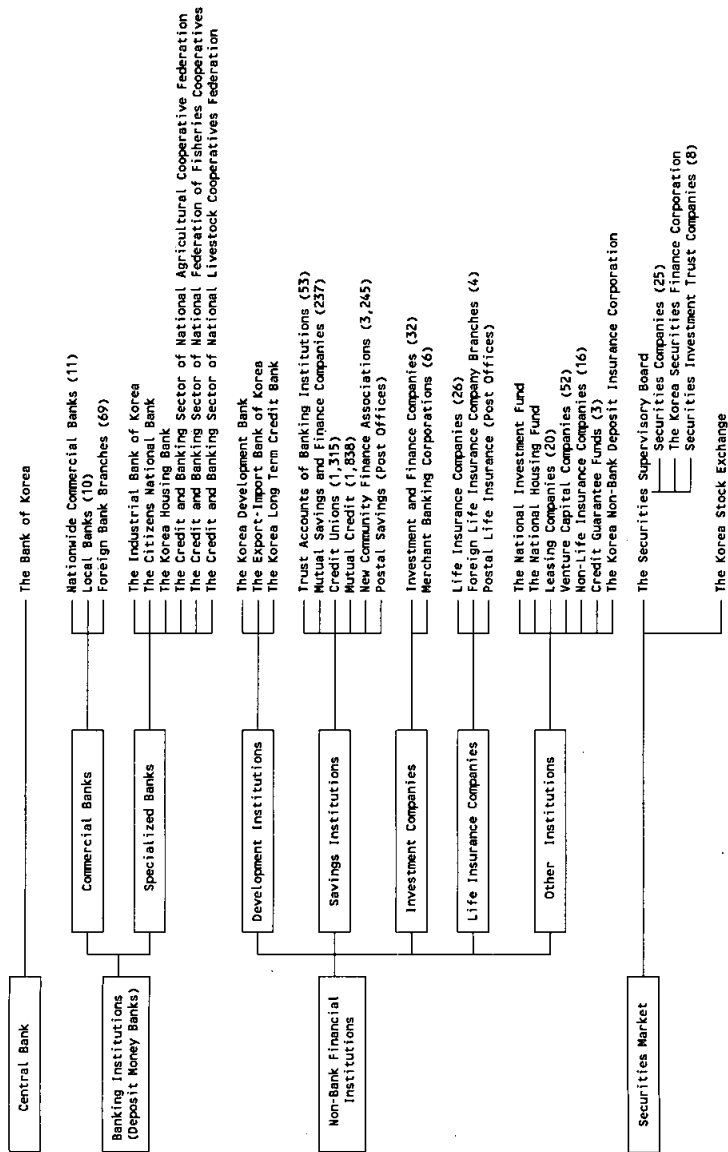 Central Bank
The Bank of Korea
Banking Institutions
(Deposit Money Banks)
Commercial Banks
Nationwide Commercial Banks (11)
Local Banks (10)
Foreign Bank Branches (69)
Specialized Banks
The Industrial Bank of Korea
The Citizens National Bank
The Korea Housing Bank
The Credit and Banking Sector of National Agricultural Cooperative Federation
The Credit and Banking Sector of National Federation of Fisheries Cooperatives
The Credit and Banking Sector of National Livestock Cooperatives Federation
Non-Bank Financial
Institutions
Development Institutions
The Korea Development Bank
The Export-Import Bank of Korea
The Korea Long Term Credit Bank
Savings Institutions
Trust Accounts of Banking Institutions (53)
Mutual Savings and Finance Companies (237)
Credit Unions (1,315)
Mutual Credit (1,838)
New Community Finance Associations (3,245)
Postal Savings (Post Offices)
Investment Companies
Investment and Finance Companies (32)
Merchant Banking Corporations (6)
Life Insurance Companies
Life Insurance Companies (26)
Foreign Life Insurance Company Branches (4)
Postal Life Insurance (Post Offices)
Other Institutions
The National Investment Fund
The National Housing Fund
Leasing Companies (20)
Venture Capital Companies (52)
Non-Life Insurance Companies (16)
Credit Guarantee Funds (3)
The Korea Non-Bank Deposit Insurance Corporation
Securities Market
The Securities Supervisory Board
Securities Companies (25)
The Korea Securities Finance Corporation
Securities Investment Trust Companies (8)
The Korea Stock Exchange